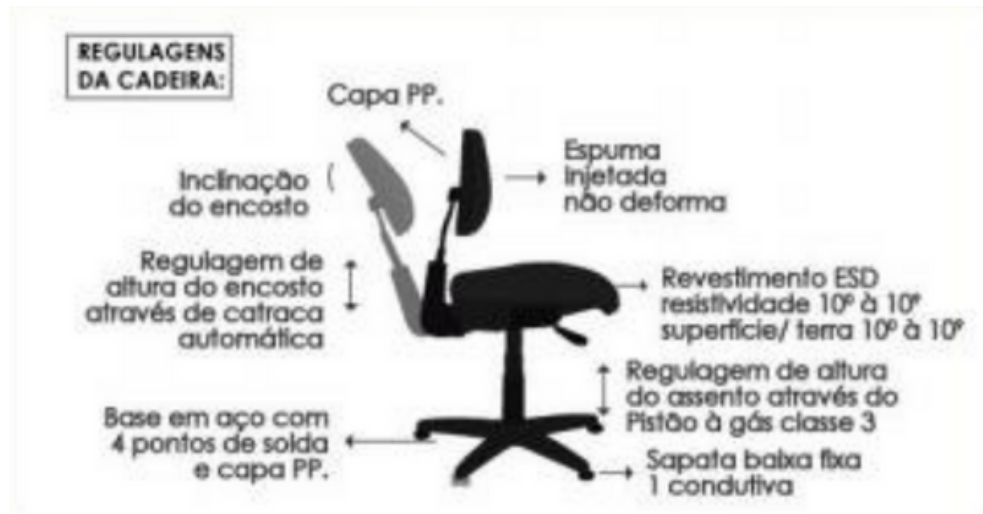 REGULAGENS
DA CADEIRA:
Capa PP.
Espuma
Injetada
não deforma
Inclinação
do encosto
Regulagem de
altura do encosto
através de catraca
automática
Revestimento ESD
resistividade
superfície/ terra
Regulagem de altura
do assento através do
Pistão à gás classe 3
Base em aço com
4 pontos de solda
e capa PP.
Sapata baixa fixa
1 condutiva